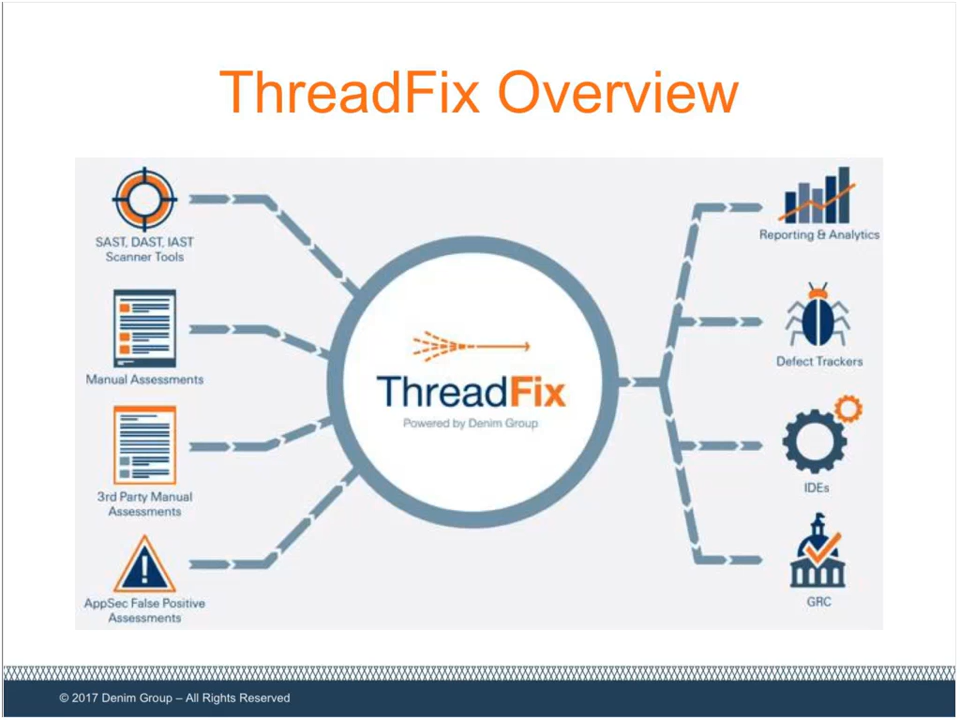 ThreadFix Overview
SAST, DAST, IAST
Scanner Tools
Manual Assessments
3rd Party Manual
Assessments
AppSec False Positive
Assessments
ThreadFix
Powered by Denim Group
Reporting & Analytics
Defect Trackers
IDEs
GRC
© 2017 Denim Group – All Rights Reserved